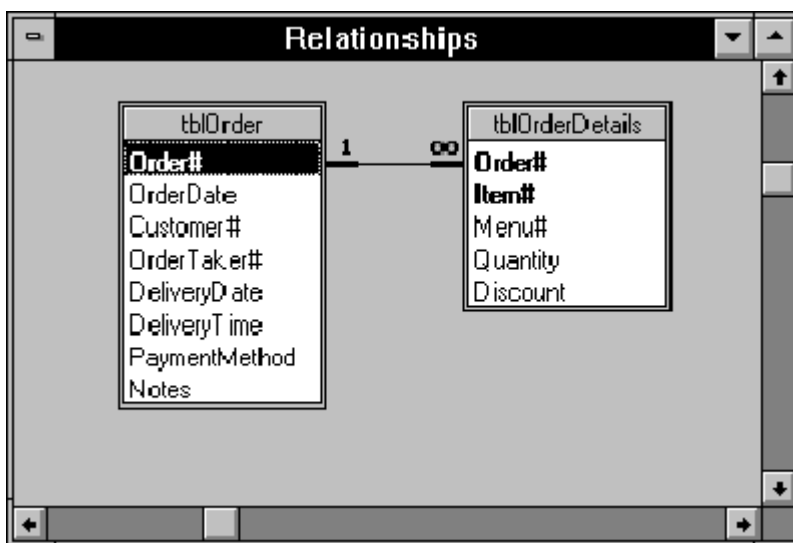 Relationships
tblOrder
Order#
OrderDate
Customer#
OrderTaker#
DeliveryDate
DeliveryTime
PaymentMethod
Notes
1 ∞
tblOrderDetails
Order#
Item#
Menu#
Quantity
Discount